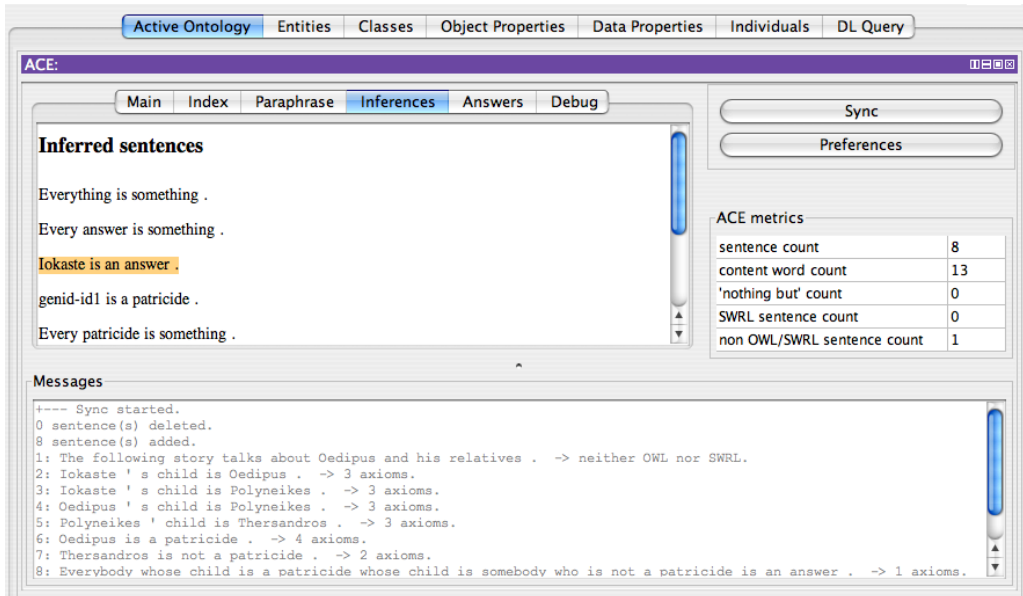 Active Ontology Entities Classes Object Properties Data Properties Individuals DL Query
ACE:
Main Index Paraphrase Inferences Answers Debug
Inferred sentences
Everything is something .
Every answer is something .
Iokaste is an answer .
genid-id1 is a patricide .
Every patricide is something .
Sync
Preferences
ACE metrics
sentence count 8
content word count 13
'nothing but' count 0
SWRL sentence count 0
non OWL/SWRL sentence count 1
Messages
+--- Sync started.
0 sentence(s) deleted.
8 sentence(s) added.
1: The following story talks about Oedipus and his relatives .  -> neither OWL nor SWRL.
2: Iokaste ' s child is Oedipus .  -> 3 axioms.
3: Iokaste ' s child is Polyneikes .  -> 3 axioms.
4: Oedipus ' s child is Polyneikes .  -> 3 axioms.
5: Polyneikes ' child is Thersandros .  -> 3 axioms.
6: Oedipus is a patricide .  -> 4 axioms.
7: Thersandros is not a patricide .  -> 2 axioms.
8: Everybody whose child is a patricide whose child is somebody who is not a patricide is an answer .  -> 1 axioms.